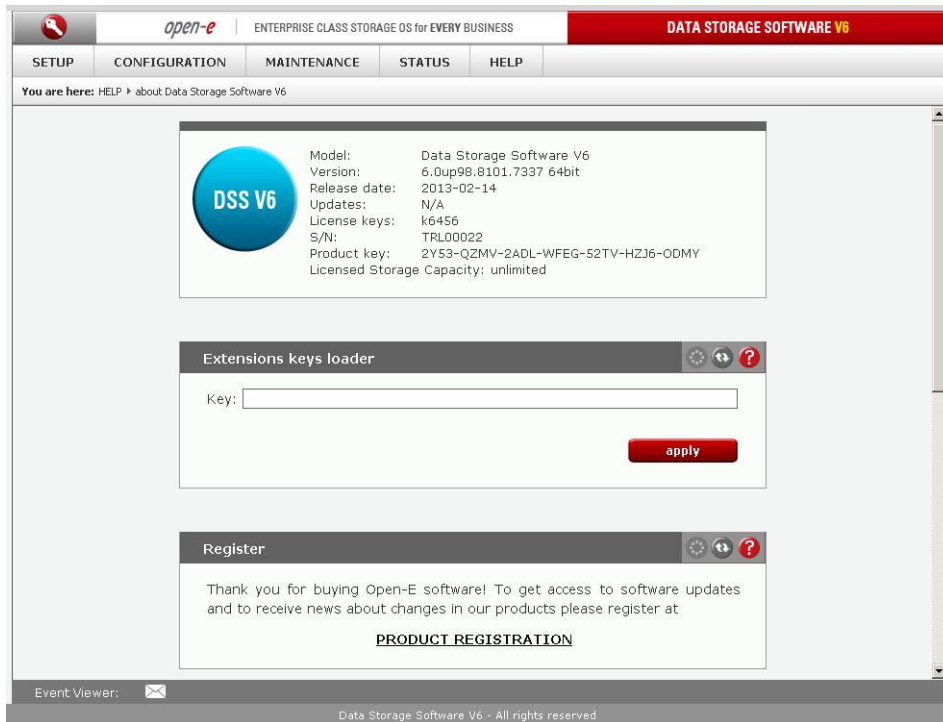 open-e ENTERPRISE CLASS STORAGE OS for EVERY BUSINESS DATA STORAGE SOFTWARE V6
SETUP CONFIGURATION MAINTENANCE STATUS HELP
You are here: HELP about Data Storage Software V6
DSS V6
Model: Data Storage Software V6
Version: 6.0up98.8101.7337 64bit
Release date: 2013-02-14
Updates: N/A
License keys: k6456
S/N: TRL00022
Product key: 2Y53-QZMV-2ADL-WFEG-52TV-HZJ6-ODMY
Licensed Storage Capacity: unlimited
Extensions keys loader ?
Key:
apply
Register ?
Thank you for buying Open-E software! To get access to software updates
and to receive news about changes in our products please register at
PRODUCT REGISTRATION
Event Viewer:
Data Storage Software V6 - All rights reserved